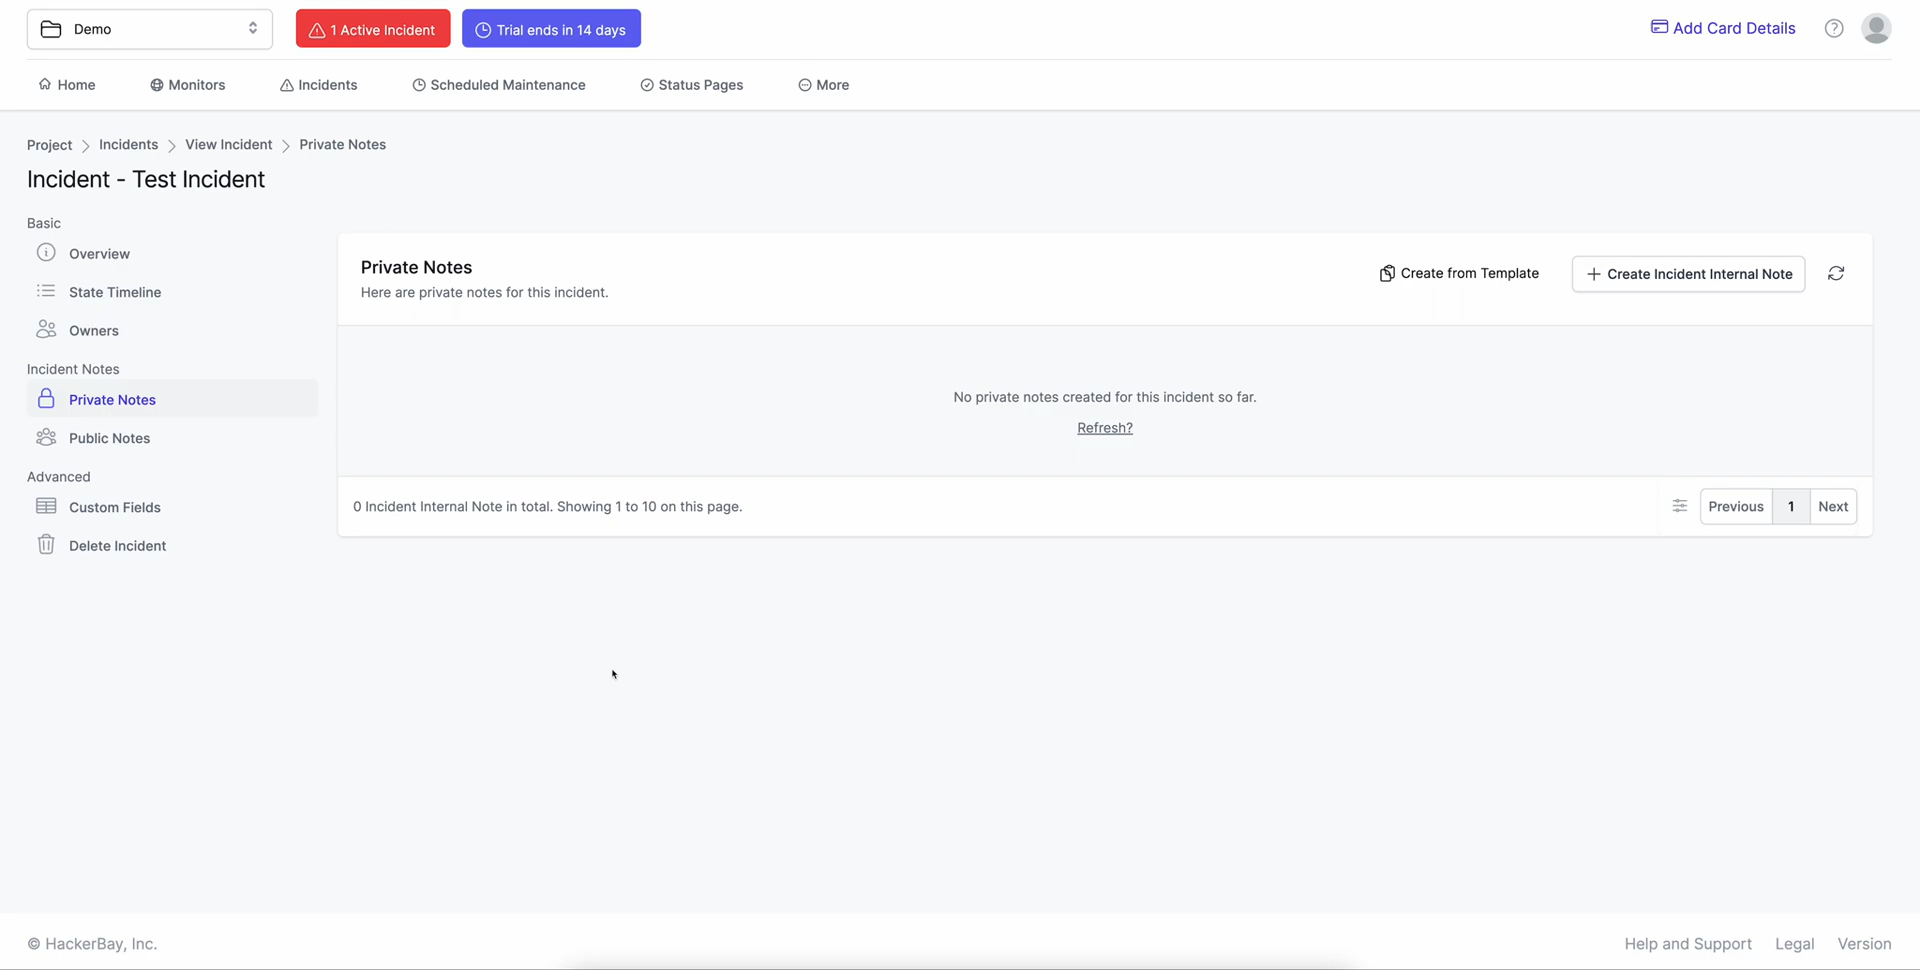 Demo
1 Active Incident
Trial ends in 14 days
Add Card Details
Home
Monitors
Incidents
Scheduled Maintenance
Status Pages
More
Project > Incidents > View Incident > Private Notes
Incident - Test Incident
Basic
Overview
State Timeline
Owners
Incident Notes
Private Notes
Public Notes
Advanced
Custom Fields
Delete Incident
Private Notes
Here are private notes for this incident.
Create from Template
+ Create Incident Internal Note
No private notes created for this incident so far.
Refresh?
0 Incident Internal Note in total. Showing 1 to 10 on this page.
Previous
1
Next
© HackerBay, Inc.
Help and Support
Legal
Version